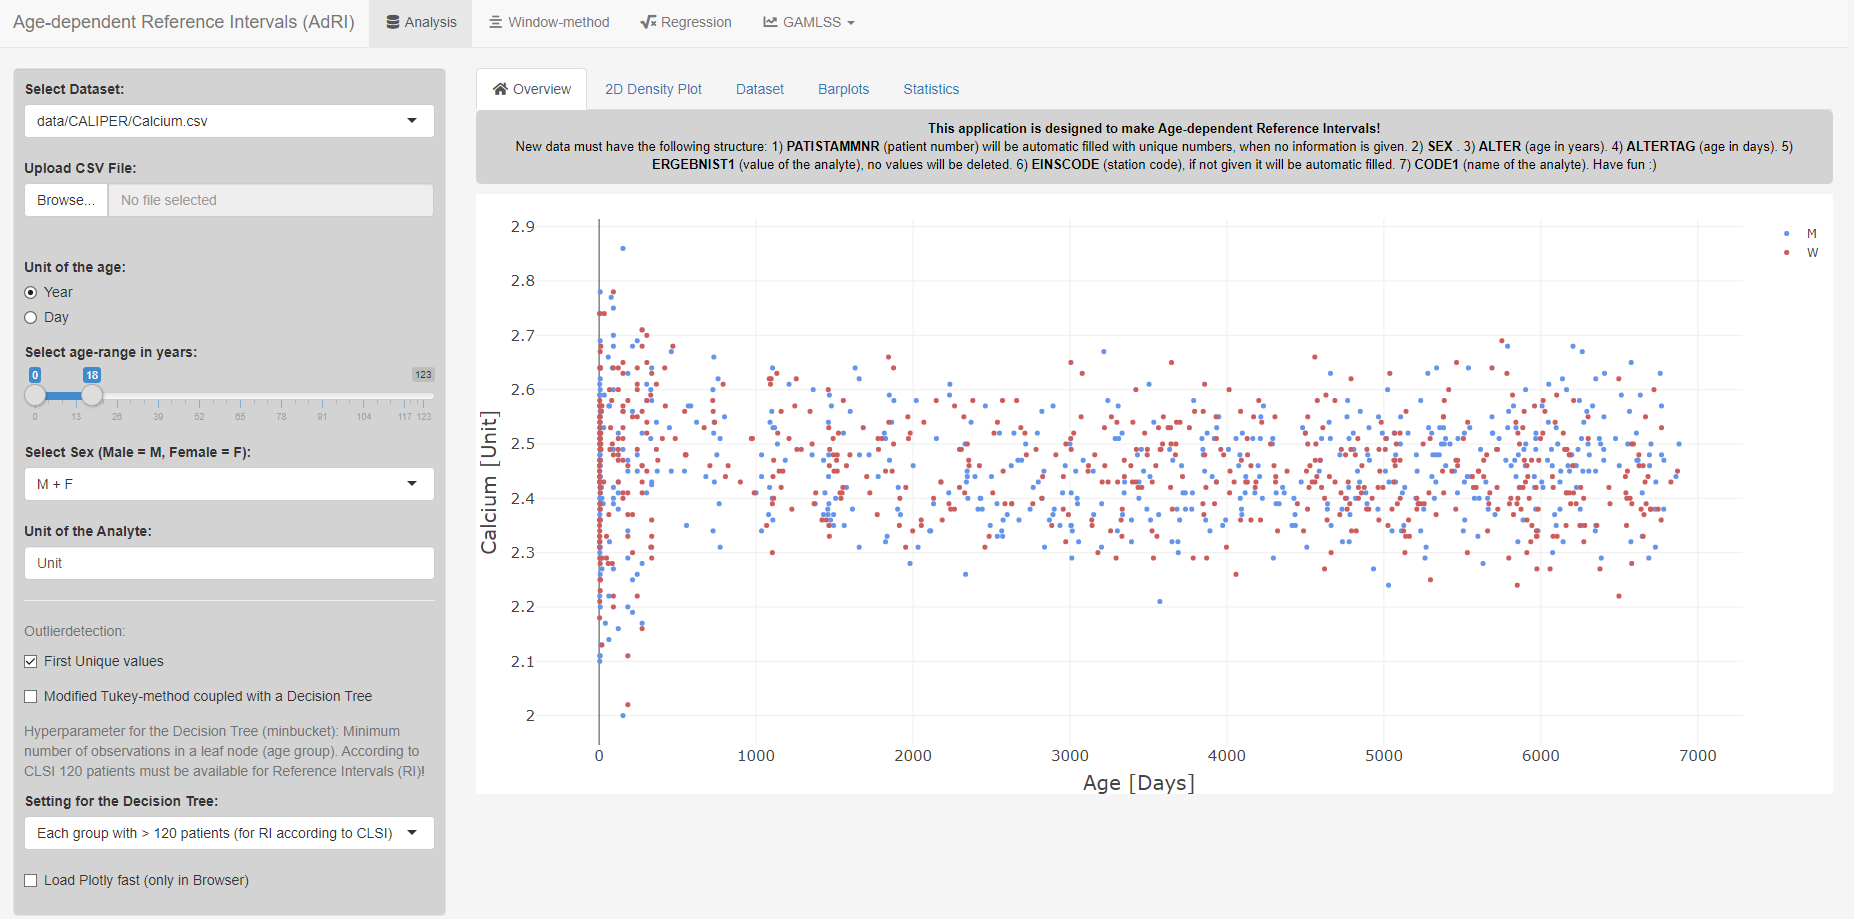 Age-dependent Reference Intervals (AdRI)
Analysis
Window-method
Regression
GAMLSS
Select Dataset:
data/CALIPER/Calcium.csv
Upload CSV File:
Browse... No file selected
Unit of the age:
Year
Day
Select age-range in years:
0 18 123
0 13 26 39 52 65 78 91 104 117 123
Select Sex (Male = M, Female = F):
M + F
Unit of the Analyte:
Unit
Outlierdetection:
First Unique values
Modified Tukey-method coupled with a Decision Tree
Hyperparameter for the Decision Tree (minbucket): Minimum
number of observations in a leaf node (age group). According to
CLSI 120 patients must be available for Reference Intervals (RI)!
Setting for the Decision Tree:
Each group with > 120 patients (for RI according to CLSI)
Load Plotly fast (only in Browser)
Overview
2D Density Plot
Dataset
Barplots
Statistics
This application is designed to make Age-dependent Reference Intervals!
New data must have the following structure: 1) PATISTAMMNR (patient number) will be automatic filled with unique numbers, when no information is given. 2) SEX . 3) ALTER (age in years). 4) ALTERTAG (age in days). 5)
ERGEBNIST1 (value of the analyte), no values will be deleted. 6) EINSCODE (station code), if not given it will be automatic filled. 7) CODE1 (name of the analyte). Have fun :)
M
W
2.9
2.8
2.7
2.6
2.5
2.4
2.3
2.2
2.1
2
Calcium [Unit]
0 1000 2000 3000 4000 5000 6000 7000
Age [Days]